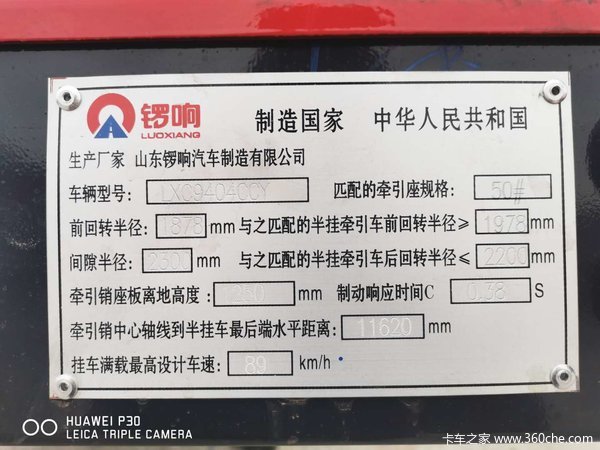 锣响
LUOXIANG
制造国家 中华人民共和国
生产厂家 山东锣响汽车制造有限公司
车辆型号: LXC9404CCY 匹配的牵引座规格: 50#
前回转半径: 1878 mm 与之匹配的半挂牵引车前回转半径≥ 1978 mm
间隙半径: 2300 mm 与之匹配的半挂牵引车后回转半径≤ 2200 mm
牵引销座板离地高度: 1250 mm 制动响应时间C 0.38 S
牵引销中心轴线到半挂车最后端水平距离: 11620 mm
挂车满载最高设计车速: 89 km/h
HUAWEI P30
LEICA TRIPLE CAMERA
卡车之家 www.360che.com